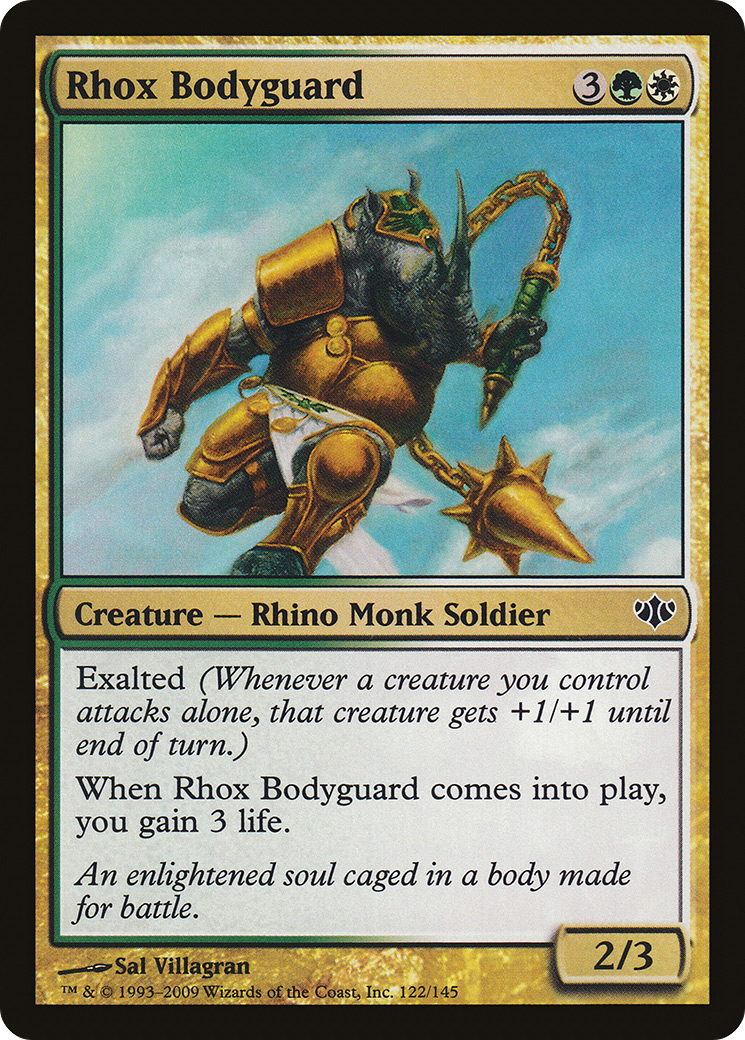 Rhox Bodyguard 3
Creature — Rhino Monk Soldier
Exalted (Whenever a creature you control
attacks alone, that creature gets +1/+1 until
end of turn.)
When Rhox Bodyguard comes into play,
you gain 3 life.
An enlightened soul caged in a body made
for battle.
2/3
Sal Villagran
™ & © 1993–2009 Wizards of the Coast, Inc. 122/145